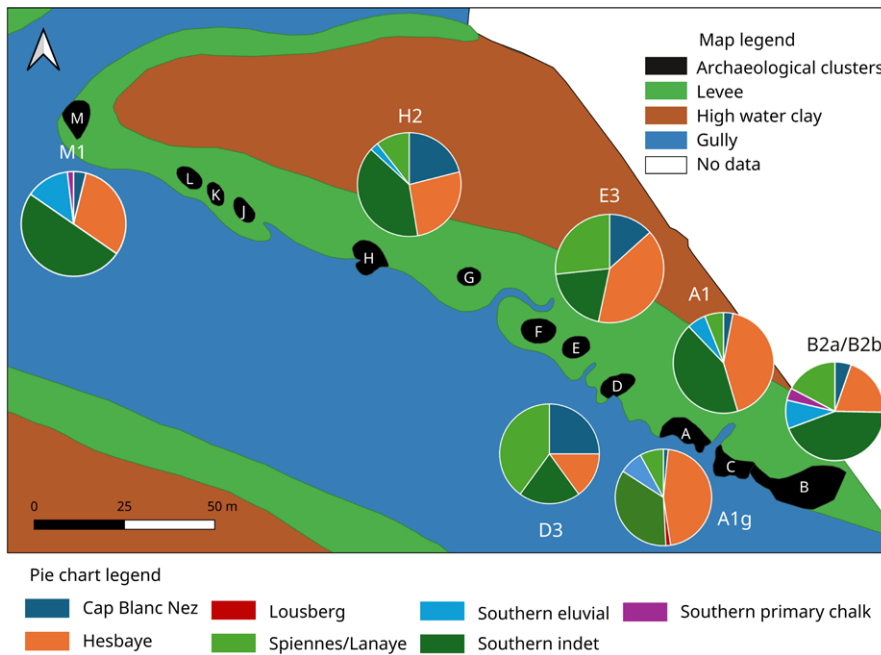 Map legend
Archaeological clusters
Levee
High water clay
Gully
No data
M
M1
L
K
J
H2
H
G
E3
F
E
A1
D
B2a/B2b
A
C
B
D3
A1g
0 25 50 m
Pie chart legend
Cap Blanc Nez
Lousberg
Southern eluvial
Southern primary chalk
Hesbaye
Spiennes/Lanaye
Southern indet